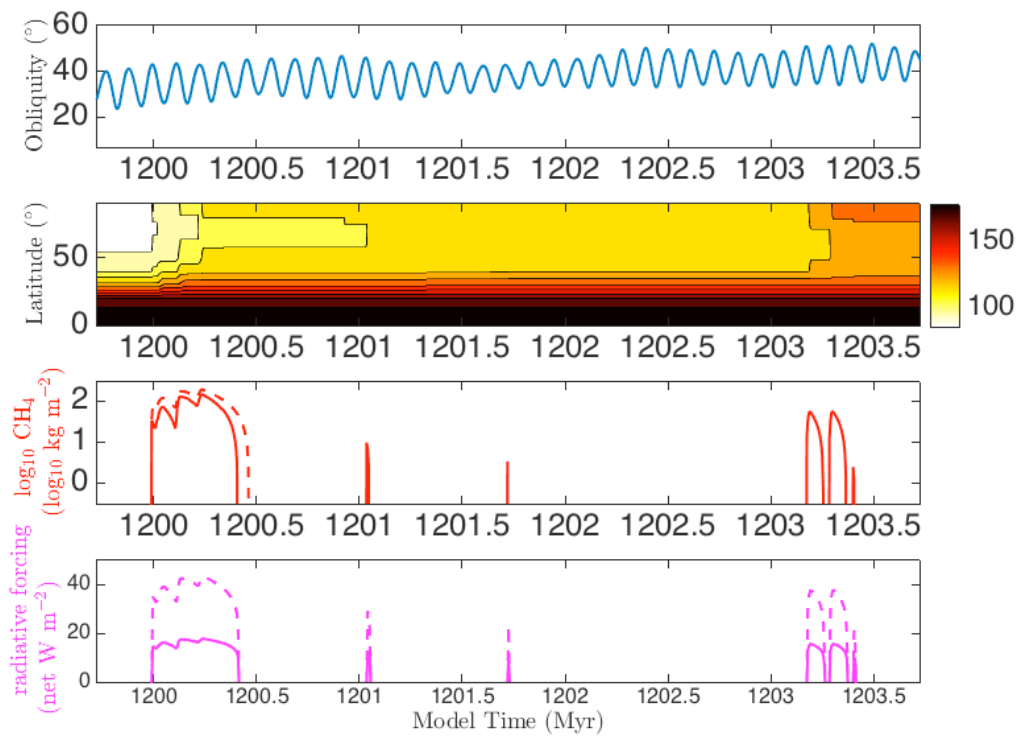 Obliquity (°)
60
40
20
1200 1200.5 1201 1201.5 1202 1202.5 1203 1203.5
Latitude (°)
50
0
150
100
1200 1200.5 1201 1201.5 1202 1202.5 1203 1203.5
log₁₀ CH₄
(log₁₀ kg m⁻²)
2
1
0
1200 1200.5 1201 1201.5 1202 1202.5 1203 1203.5
radiative forcing
(net W m⁻²)
40
20
0
1200 1200.5 1201 1201.5 1202 1202.5 1203 1203.5
Model Time (Myr)